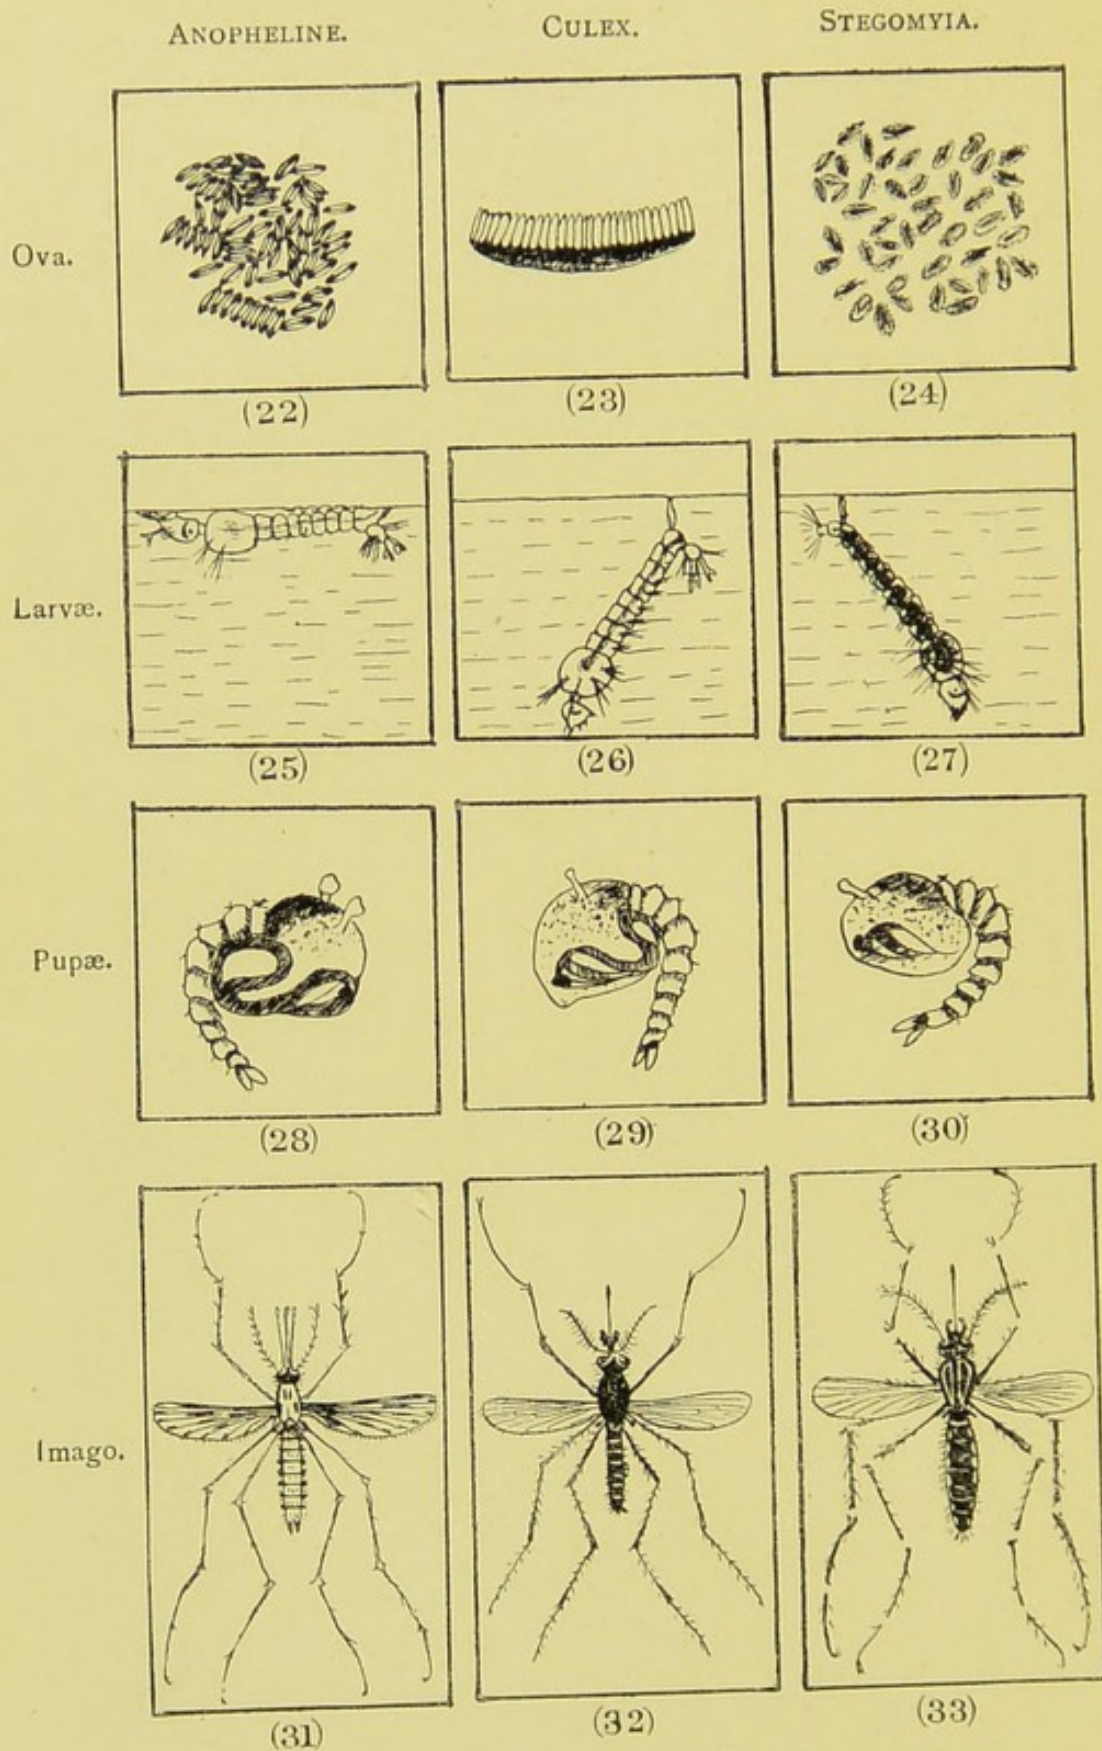 ANOPHELINE. CULEX. STEGOMYIA.
Ova.
(22) (23) (24)
Larvæ.
(25) (26) (27)
Pupæ.
(28) (29) (30)
Imago.
(31) (32) (33)